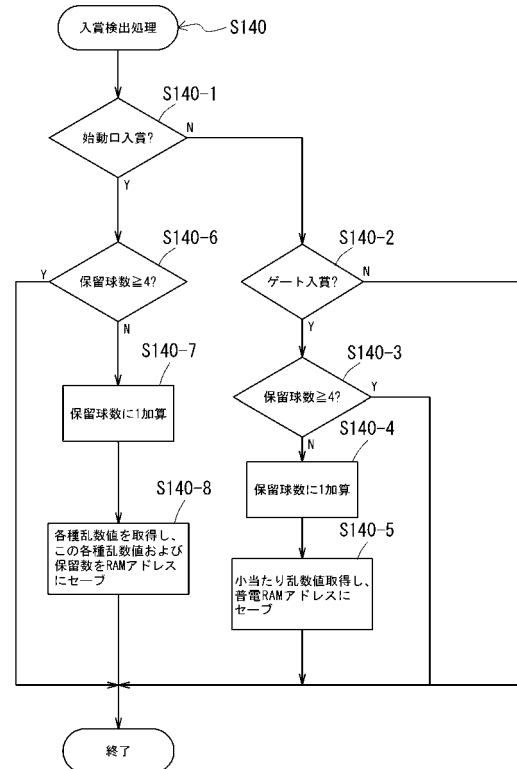 入賞検出処理
S140
S140-1
始動口入賞?
N
Y
S140-6
保留球数≧4?
Y
N
S140-7
保留球数に1加算
S140-8
各種乱数値を取得し、
この各種乱数値および
保留数をRAMアドレス
にセーブ
S140-2
ゲート入賞?
N
Y
S140-3
保留球数≧4?
Y
N
S140-4
保留球数に1加算
S140-5
小当たり乱数値取得し、
普電RAMアドレスに
セーブ
終了